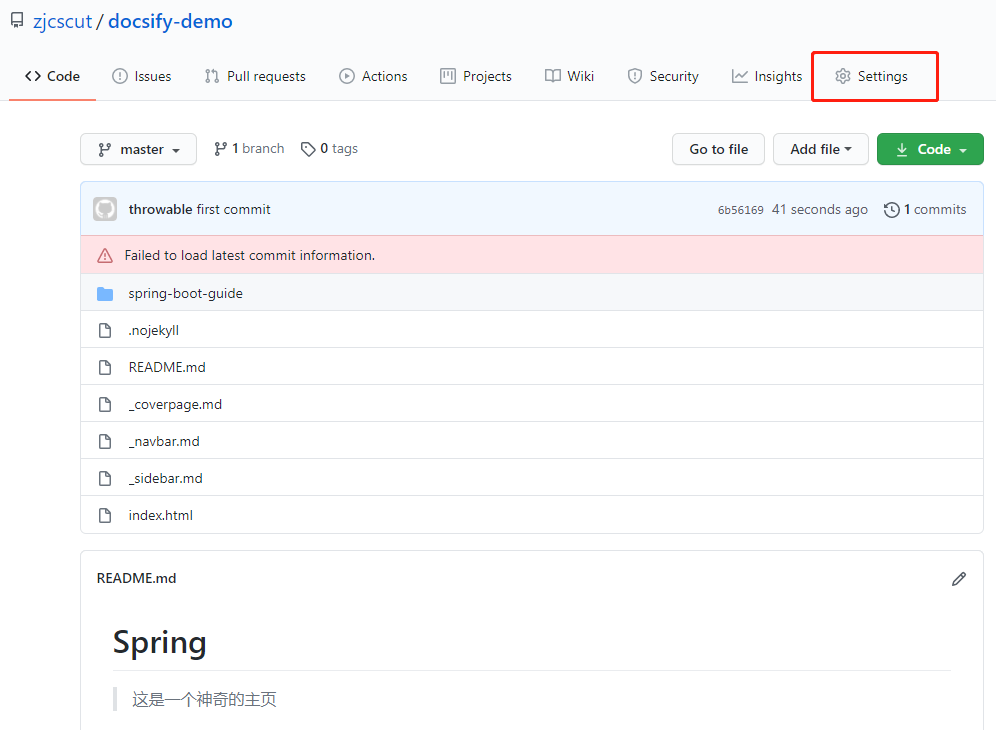 zjcscut / docsify-demo
Code Issues Pull requests Actions Projects Wiki Security Insights Settings
master 1 branch 0 tags Go to file Add file Code
throwable first commit 6b56169 41 seconds ago 1 commits
Failed to load latest commit information.
spring-boot-guide
.nojekyll
README.md
_coverpage.md
_navbar.md
_sidebar.md
index.html
README.md
Spring
这是一个神奇的主页